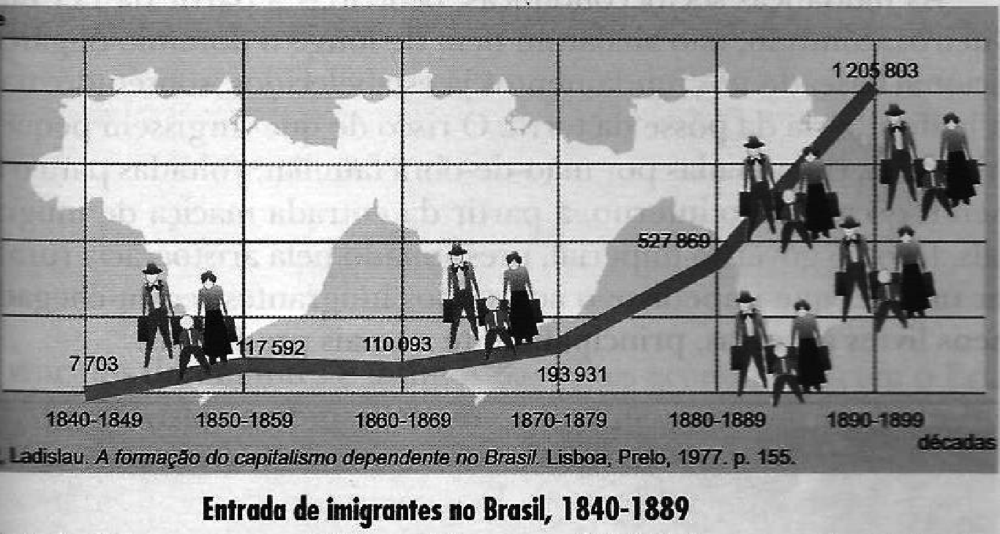 1 205 803
527 869
117 592
110 093
7 703
193 931
1840-1849 1850-1859 1860-1869 1870-1879 1880-1889 1890-1899
décadas
Ladislau. A formação do capitalismo dependente no Brasil. Lisboa, Prelo, 1977. p. 155.
Entrada de imigrantes no Brasil, 1840-1889